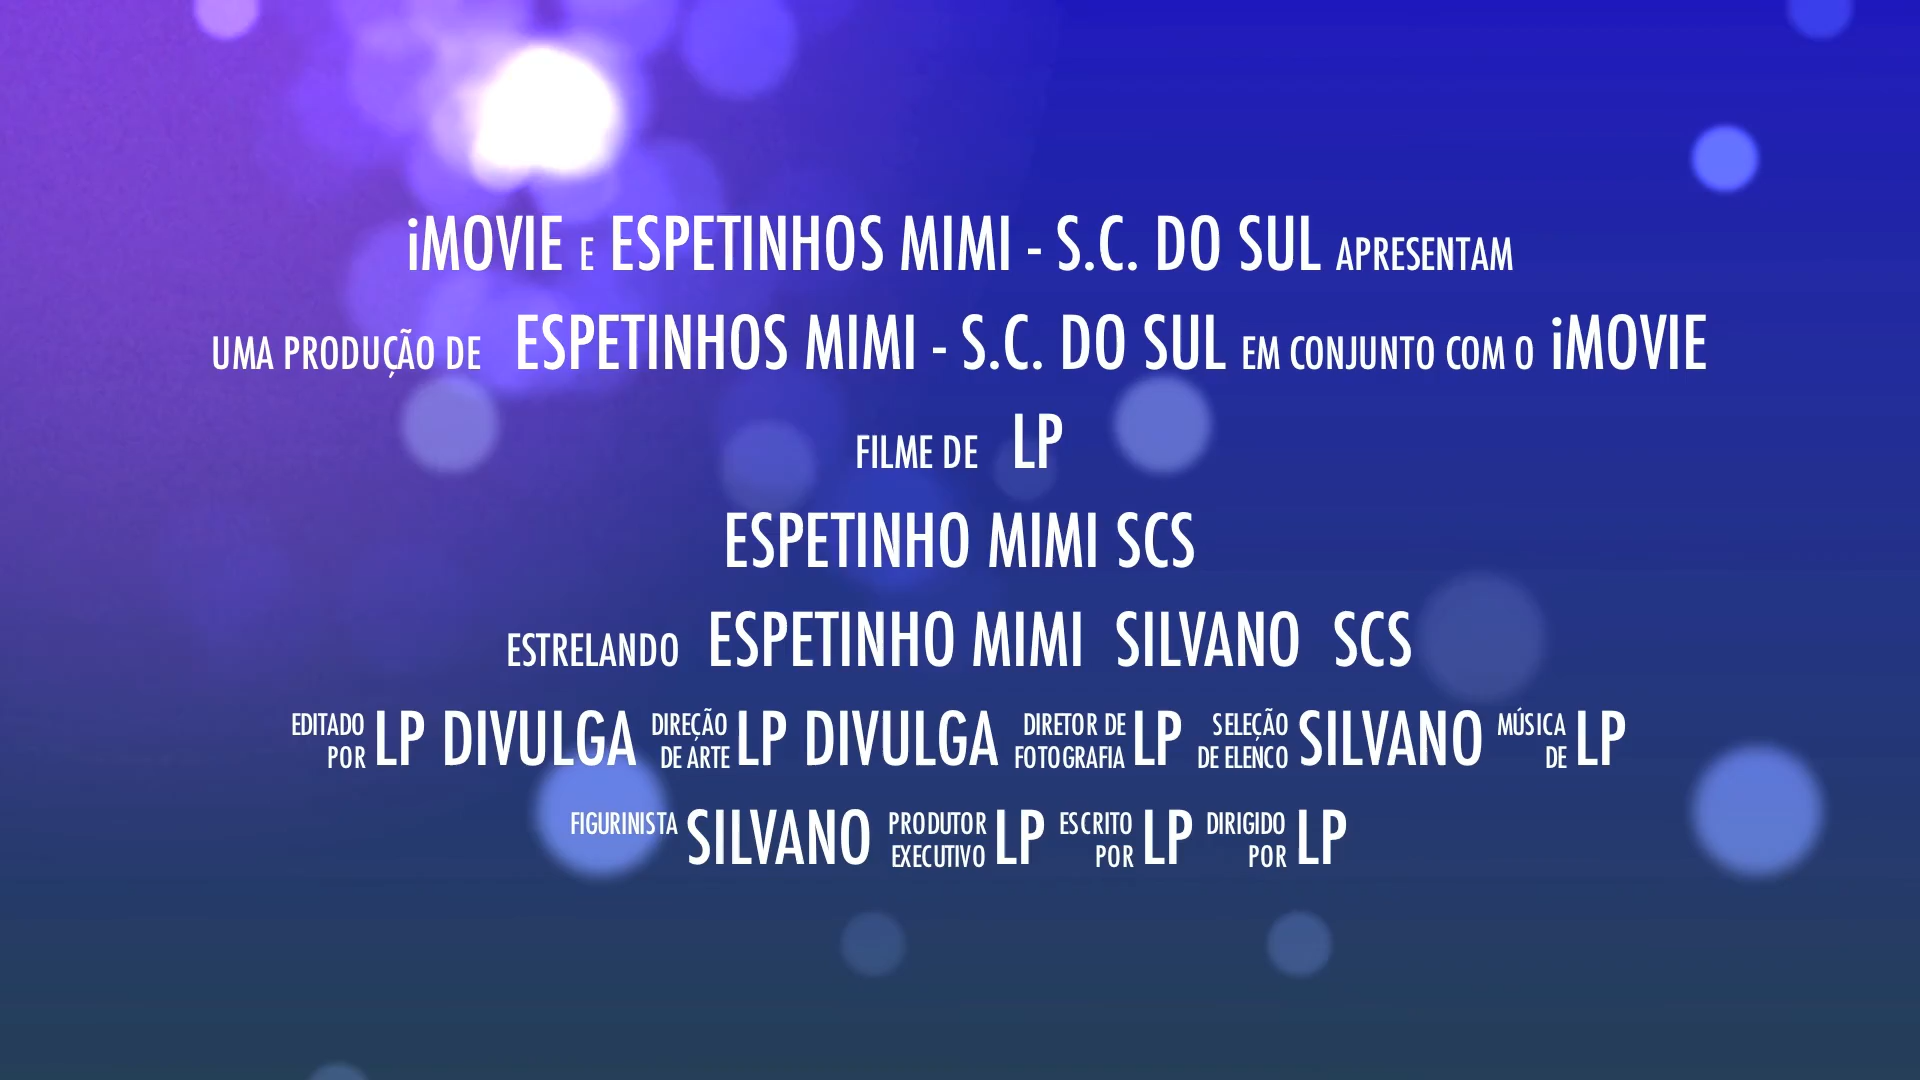 iMOVIE E ESPETINHOS MIMI - S.C. DO SUL APRESENTAM
UMA PRODUÇÃO DE ESPETINHOS MIMI - S.C. DO SUL EM CONJUNTO COM O iMOVIE
FILME DE LP
ESPETINHO MIMI SCS
ESTRELANDO ESPETINHO MIMI SILVANO SCS
EDITADO POR LP DIVULGA DIREÇÃO DE ARTE LP DIVULGA DIRETOR DE FOTOGRAFIA LP SELEÇÃO DE ELENCO SILVANO MÚSICA DE LP
FIGURINISTA SILVANO PRODUTOR EXECUTIVO LP ESCRITO POR LP DIRIGIDO POR LP